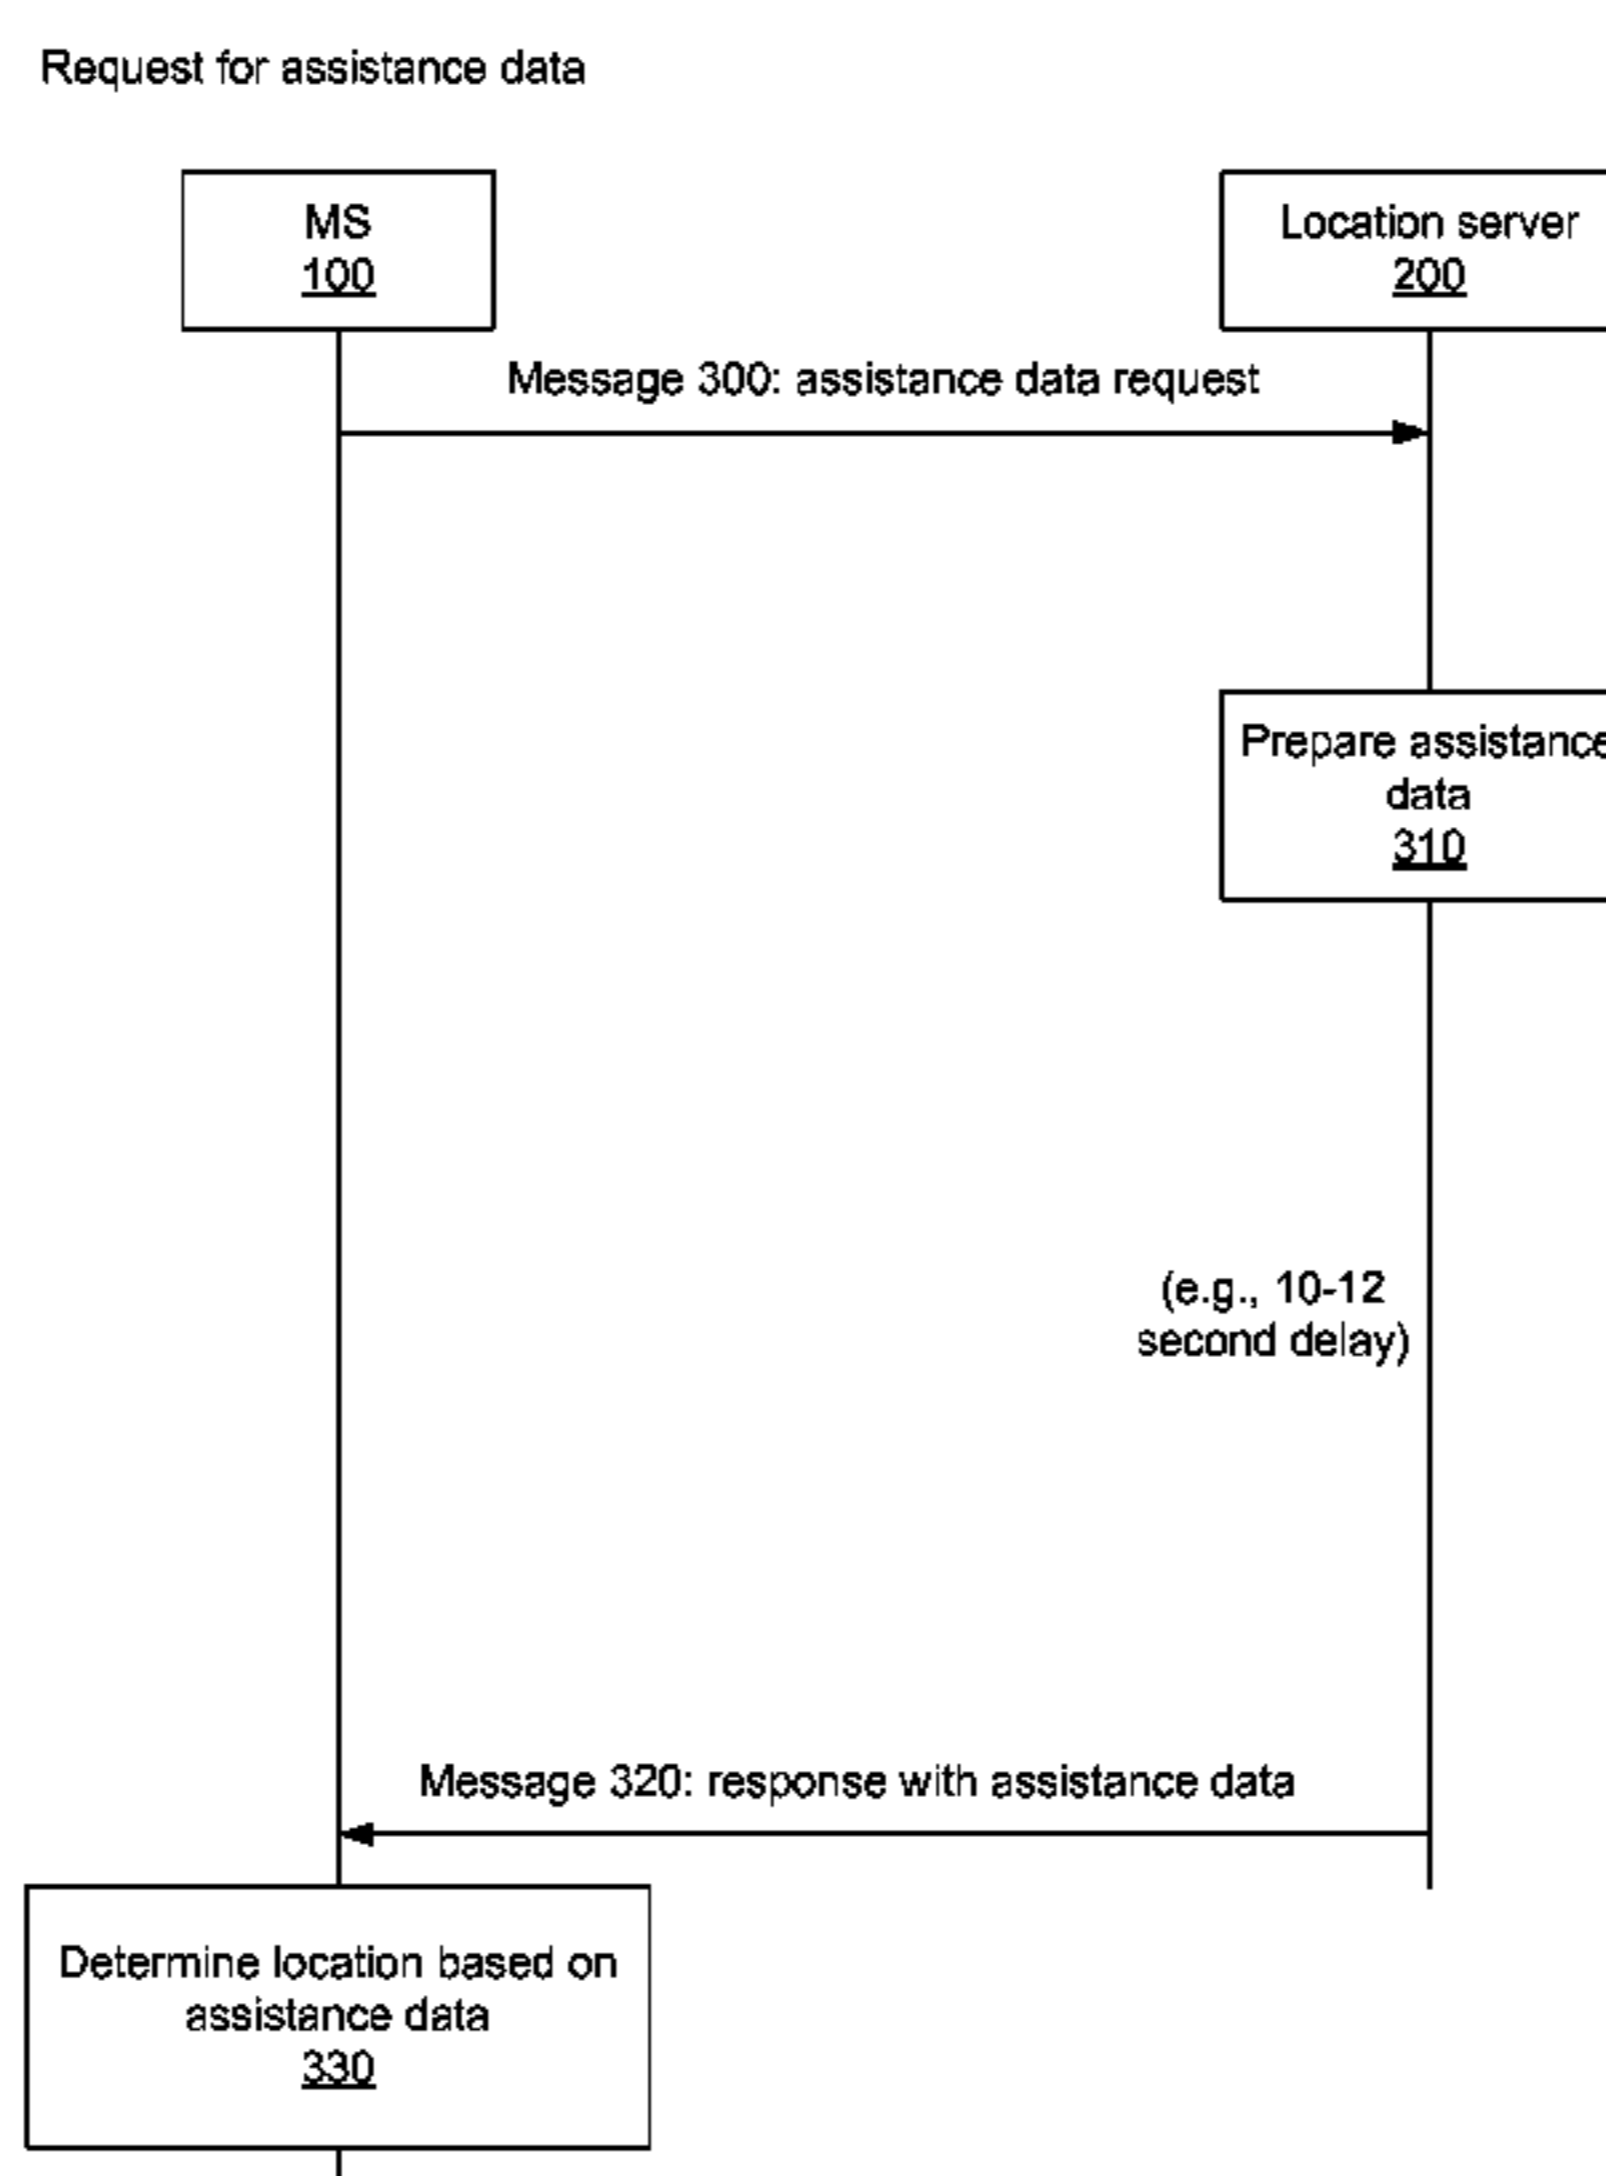 Request for assistance data
MS
100
Location server
200
Message 300: assistance data request
Prepare assistance
data
310
(e.g., 10-12
second delay)
Message 320: response with assistance data
Determine location based on
assistance data
330